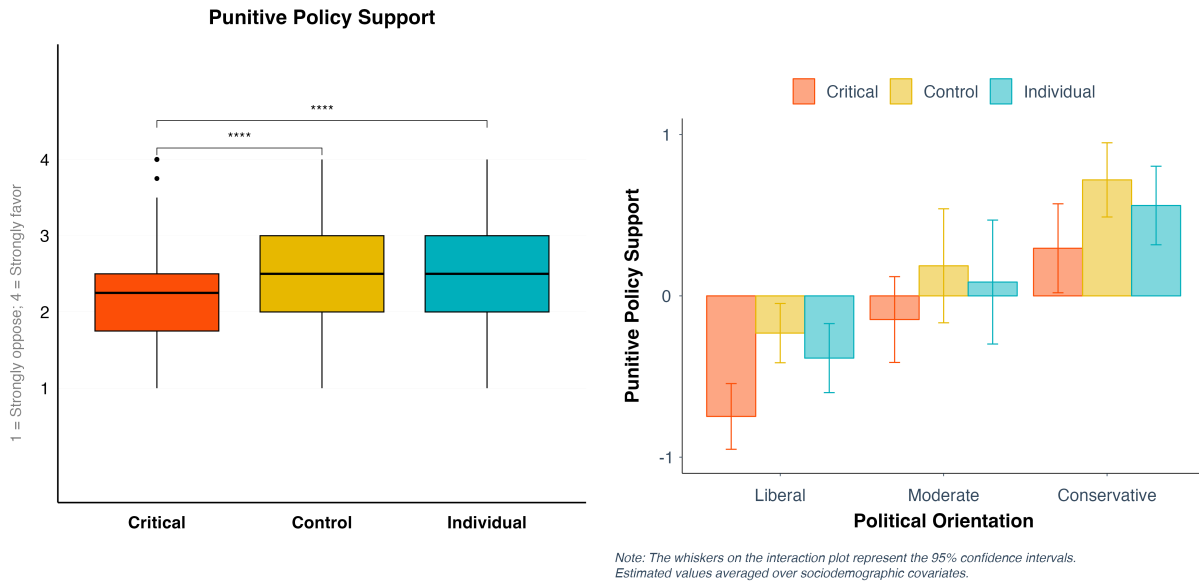 Punitive Policy Support
1 = Strongly oppose; 4 = Strongly favor
****
****
4
3
2
1
Critical Control Individual
Critical Control Individual
Punitive Policy Support
1
0
-1
Liberal Moderate Conservative
Political Orientation
Note: The whiskers on the interaction plot represent the 95% confidence intervals.
Estimated values averaged over sociodemographic covariates.